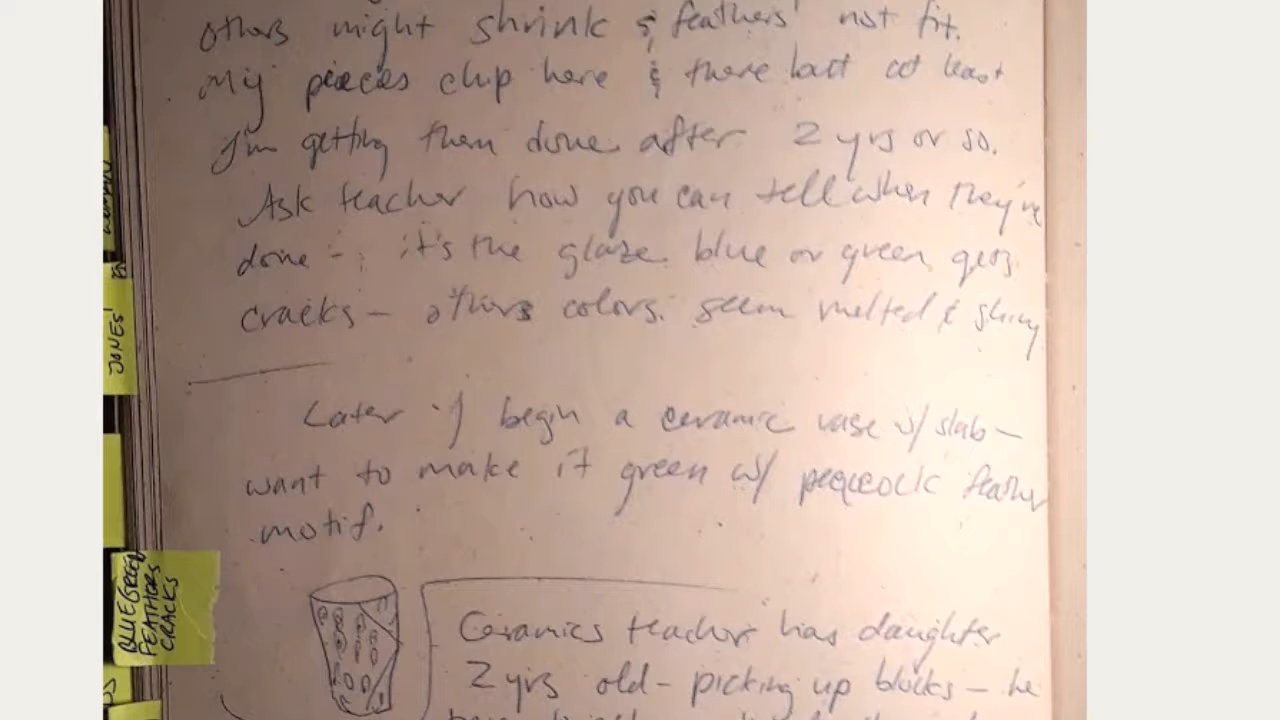 others might shrink & feathers' not fit.
My pieces chip here & there but at least
I'm getting them done after 2 yrs or so.
Ask teacher how you can tell when they're
done - it's the glaze. blue or green gets
cracks - others colors seem melted & shiny
Later I begin a ceramic vase w/ slab -
want to make it green w/ peacock feather
motif.
Ceramics teacher has daughter
2 yrs old - picking up blocks - he
JONES'
BLUE GREEN
FEATHERS
CRACKS